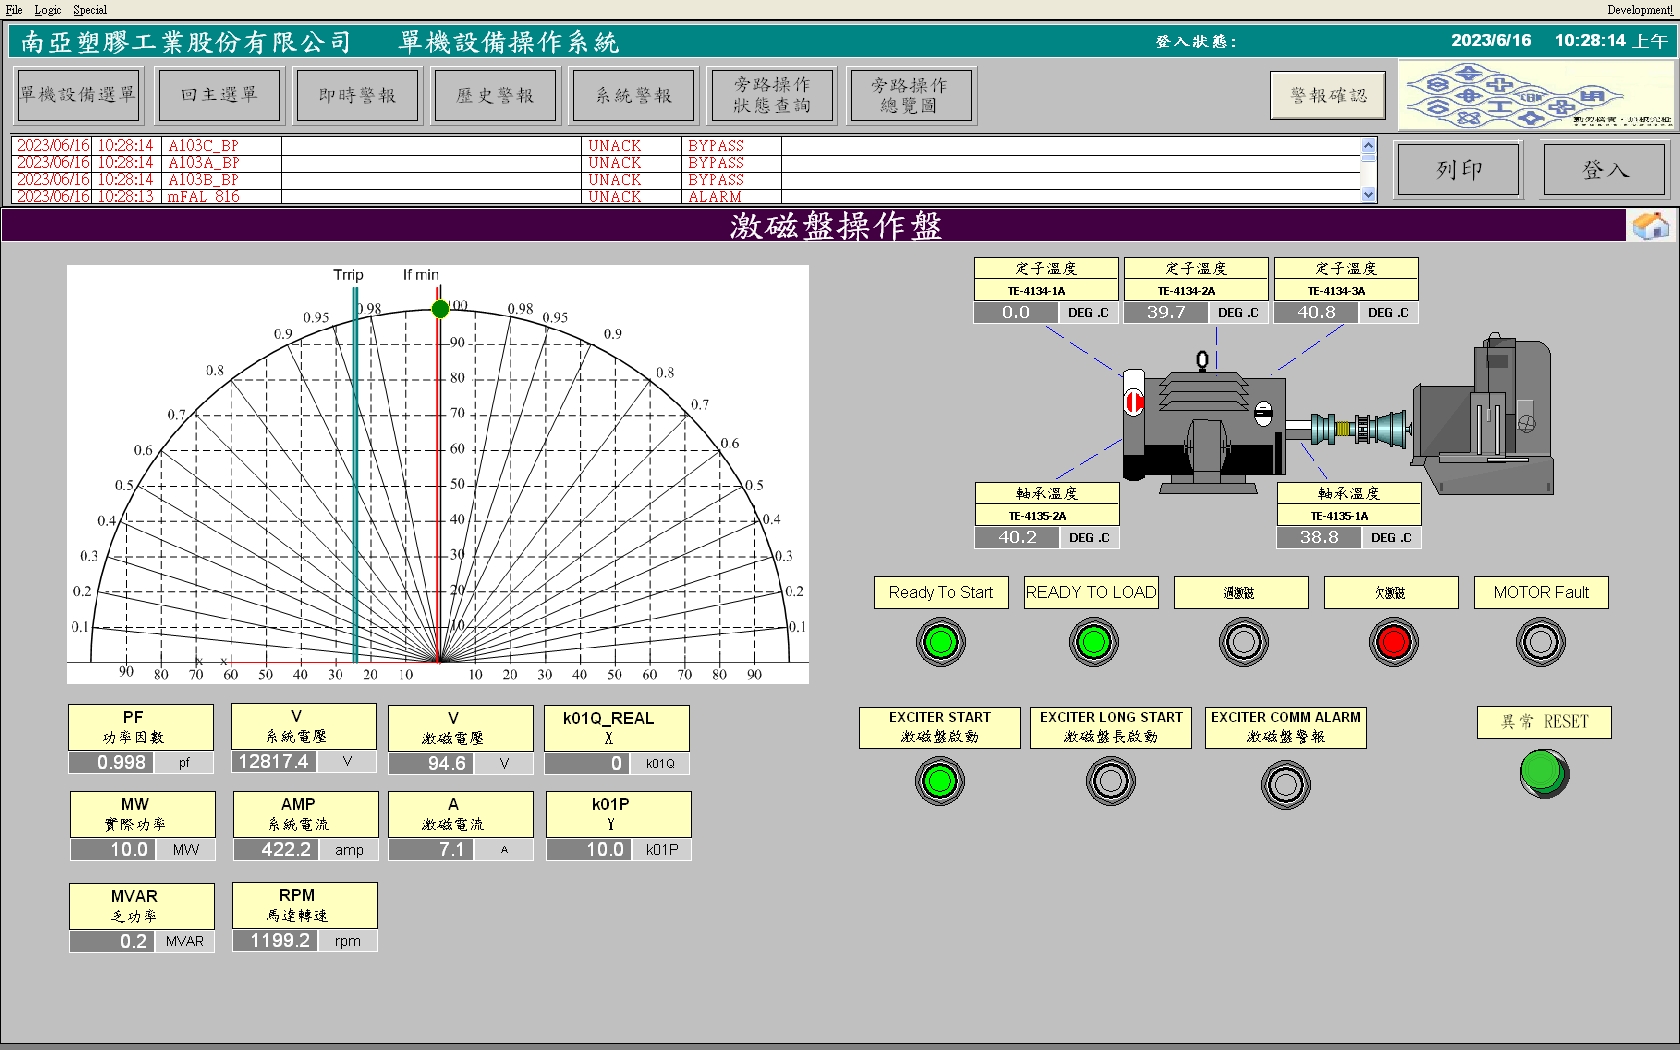 File Logic Special Development!
南亞塑膠工業股份有限公司 單機設備操作系統 登入狀態: 2023/6/16 10:28:14 上午
單機設備選單 回主選單 即時警報 歷史警報 系統警報 旁路操作 旁路操作 警報確認
狀態查詢 總覽圖
2023/06/16 10:28:14 A103C_BP UNACK BYPASS
2023/06/16 10:28:14 A103A_BP UNACK BYPASS
2023/06/16 10:28:14 A103B_BP UNACK BYPASS
2023/06/16 10:28:13 mFAL_816 UNACK ALARM
列印 登入
激磁盤操作盤
Trrip If min
0.98 100 0.98
0.95 0.95
0.9 90 0.9
0.8 80 0.8
0.7 70 0.7
0.6 60 0.6
0.5 50 0.5
0.4 40 0.4
0.3 30 0.3
0.2 20 0.2
0.1 10 0.1
x x
90 80 70 60 50 40 30 20 10 10 20 30 40 50 60 70 80 90
定子溫度 定子溫度 定子溫度
TE-4134-1A TE-4134-2A TE-4134-3A
0.0 DEG .C 39.7 DEG .C 40.8 DEG .C
軸承溫度 軸承溫度
TE-4135-2A TE-4135-1A
40.2 DEG .C 38.8 DEG .C
Ready To Start READY TO LOAD 過激磁 欠激磁 MOTOR Fault
EXCITER START EXCITER LONG START EXCITER COMM ALARM
激磁盤啟動 激磁盤長啟動 激磁盤警報
異常 RESET
PF V V k01Q_REAL
功率因數 系統電壓 激磁電壓 X
0.998 pf 12817.4 V 94.6 V 0 k01Q
MW AMP A k01P
實際功率 系統電流 激磁電流 Y
10.0 MW 422.2 amp 7.1 A 10.0 k01P
MVAR RPM
乏功率 馬達轉速
0.2 MVAR 1199.2 rpm